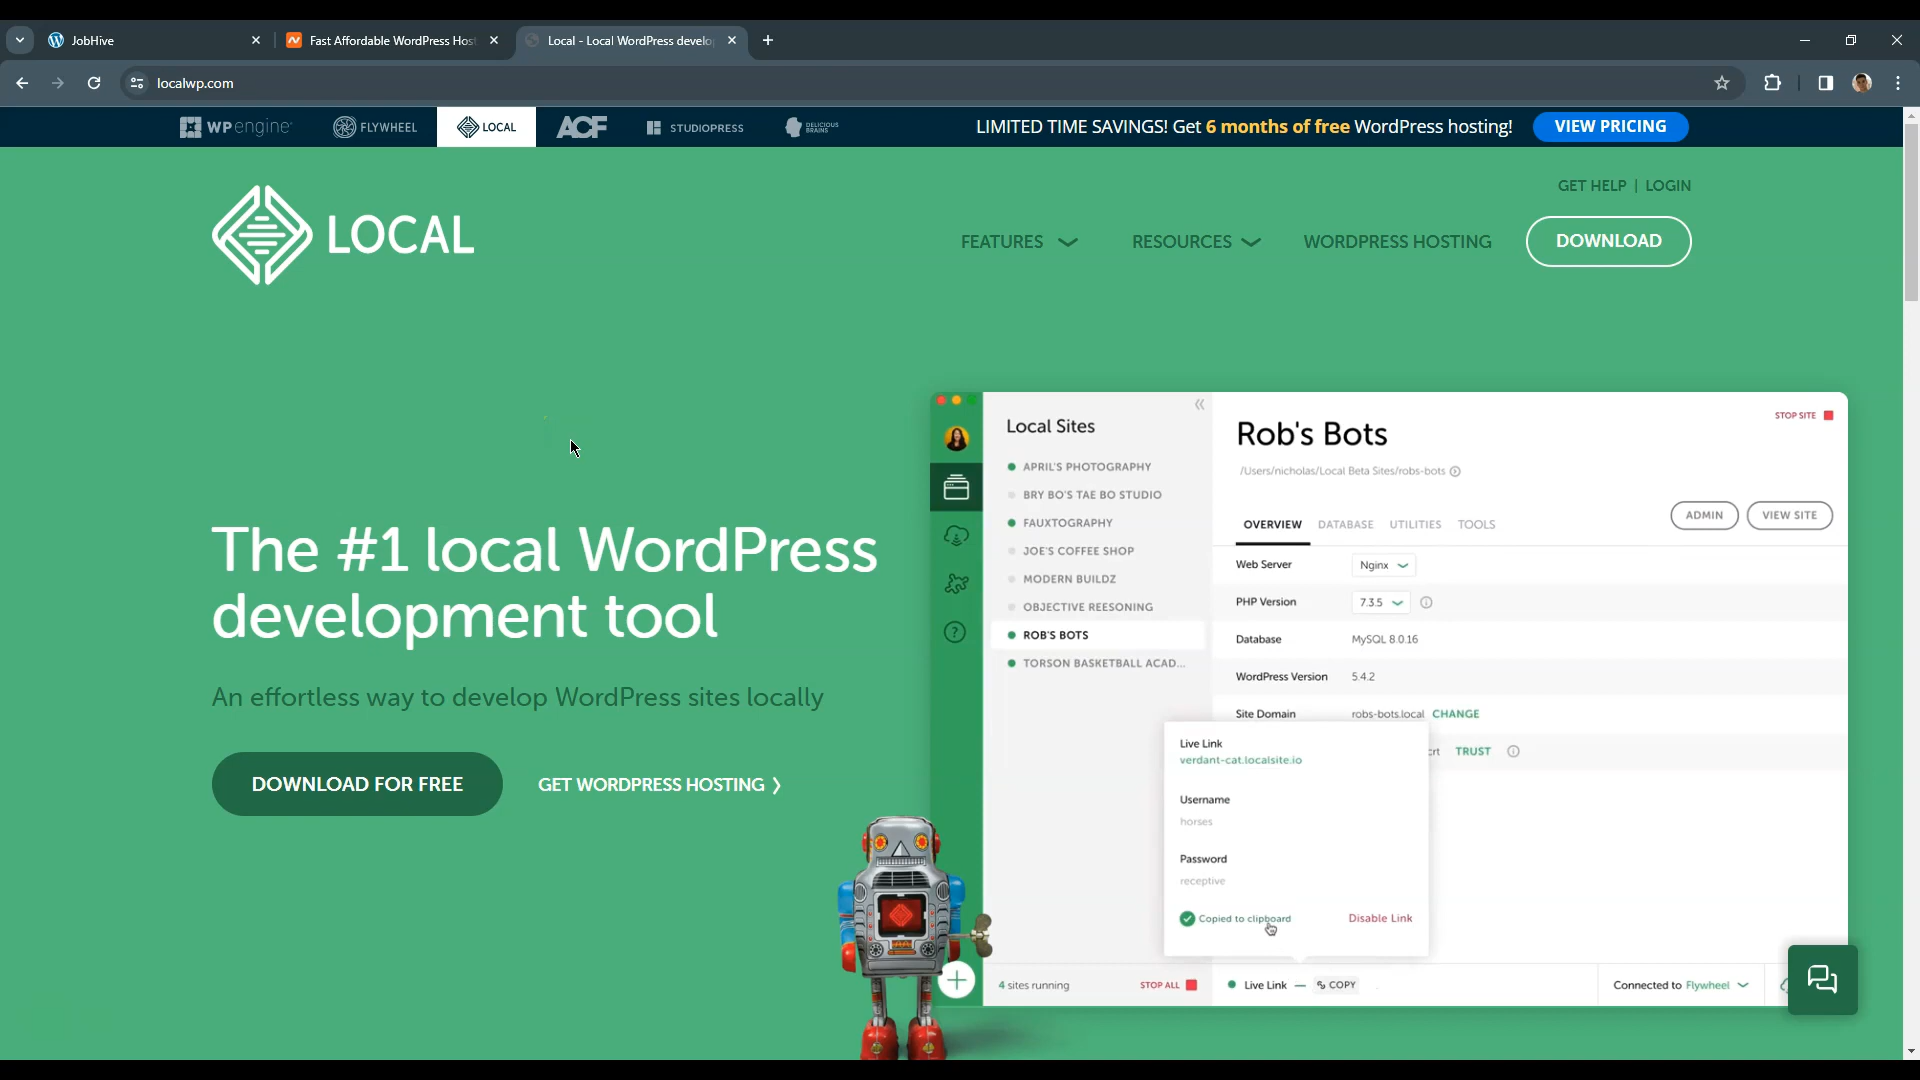 JobHive
Fast Affordable WordPress Hos
Local - Local WordPress develo
localwp.com
WPengine
FLYWHEEL
LOCAL
ACF
STUDIOPRESS
DELICIOUS
BRAINS
LIMITED TIME SAVINGS! Get 6 months of free WordPress hosting!
VIEW PRICING
GET HELP | LOGIN
LOCAL
FEATURES
RESOURCES
WORDPRESS HOSTING
DOWNLOAD
The #1 local WordPress
development tool
An effortless way to develop WordPress sites locally
DOWNLOAD FOR FREE
GET WORDPRESS HOSTING ❯
Local Sites
APRIL'S PHOTOGRAPHY
BRY BO'S TAE BO STUDIO
FAUXTOGRAPHY
JOE'S COFFEE SHOP
MODERN BUILDZ
OBJECTIVE REESONING
ROB'S BOTS
TORSON BASKETBALL ACAD...
4 sites running
STOP ALL
STOP SITE
Rob's Bots
/Users/nicholas/Local Beta Sites/robs-bots
ADMIN
VIEW SITE
OVERVIEW DATABASE UTILITIES TOOLS
Web Server Nginx
PHP Version 7.3.5
Database MySQL 8.0.16
WordPress Version 5.4.2
Site Domain robs-bots.local CHANGE
crt TRUST
Live Link
verdant-cat.localsite.io
Username
horses
Password
receptive
Copied to clipboard
Disable Link
Live Link — COPY
Connected to Flywheel